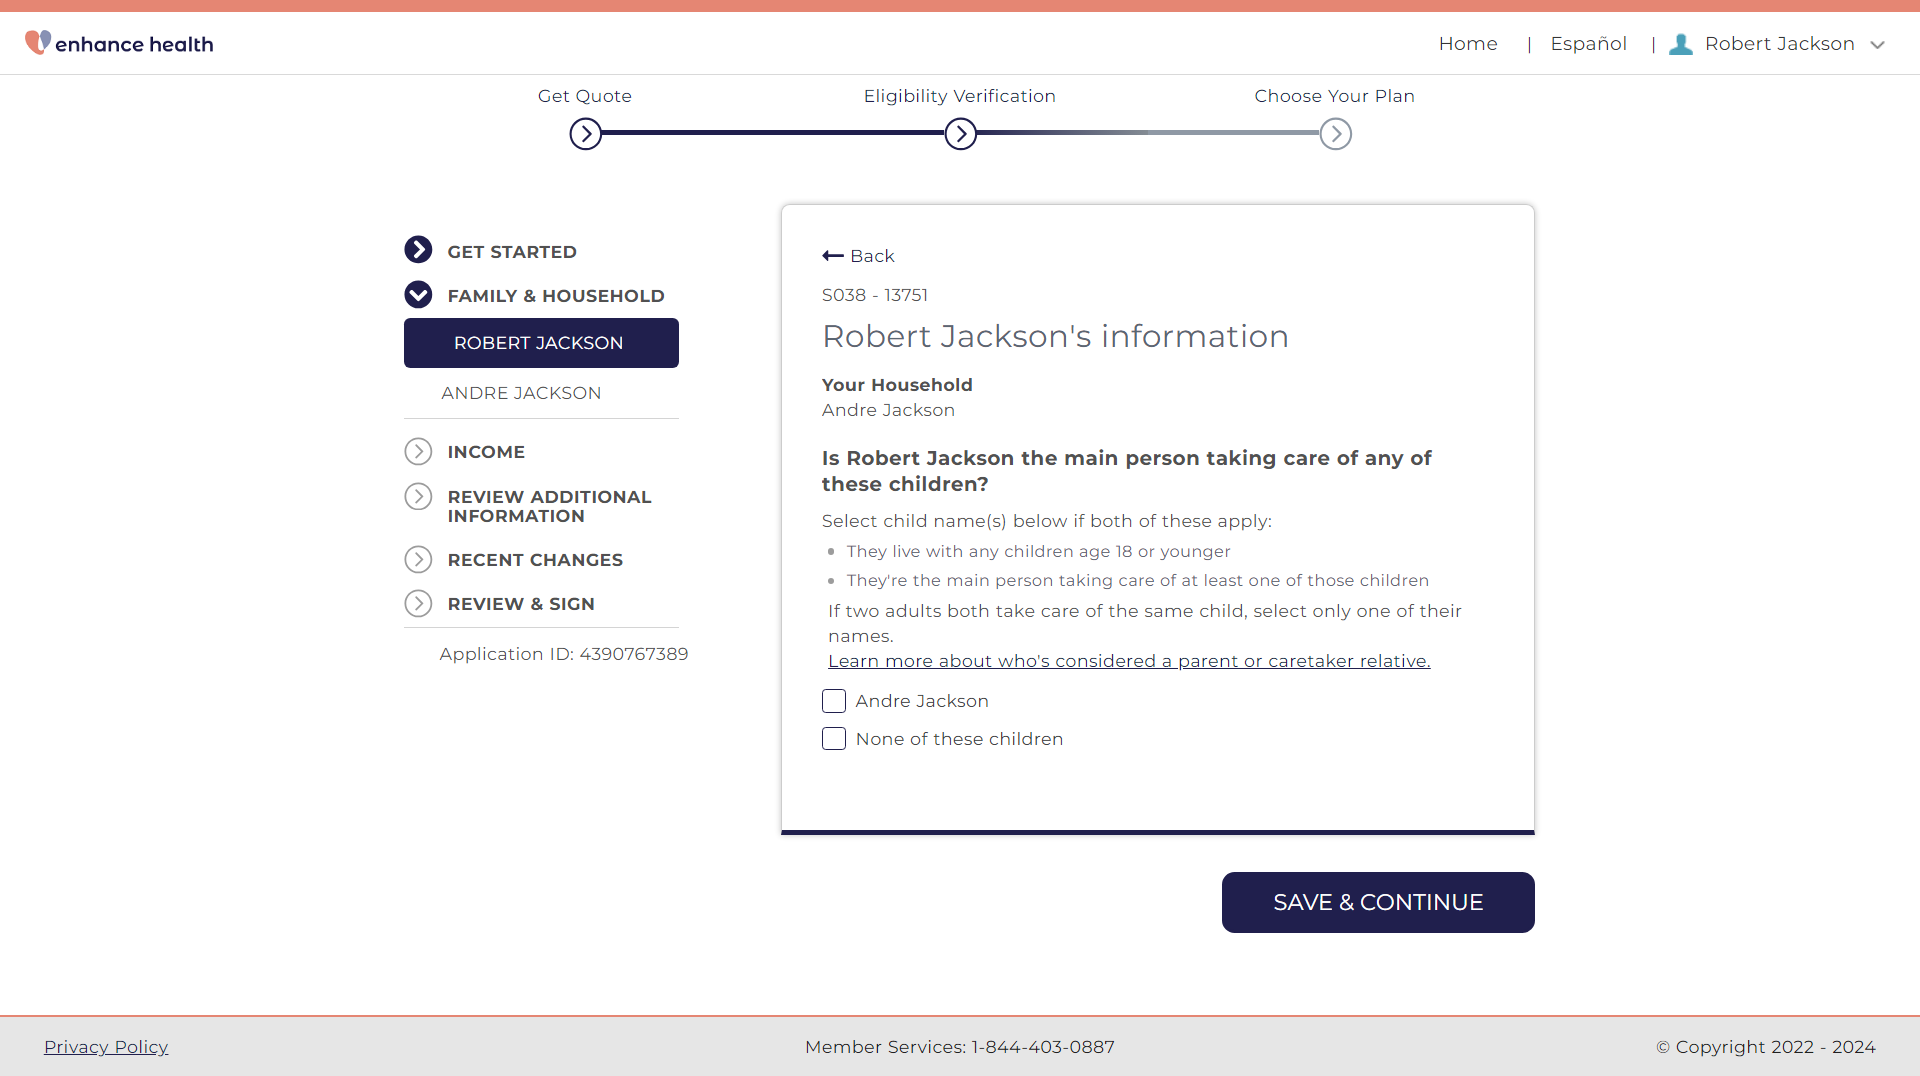 enhance health
Home | Español | Robert Jackson
Get Quote
Eligibility Verification
Choose Your Plan
GET STARTED
FAMILY & HOUSEHOLD
ROBERT JACKSON
ANDRE JACKSON
INCOME
REVIEW ADDITIONAL
INFORMATION
RECENT CHANGES
REVIEW & SIGN
Application ID: 4390767389
Back
S038 - 13751
Robert Jackson's information
Your Household
Andre Jackson
Is Robert Jackson the main person taking care of any of
these children?
Select child name(s) below if both of these apply:
• They live with any children age 18 or younger
• They're the main person taking care of at least one of those children
If two adults both take care of the same child, select only one of their
names.
Learn more about who's considered a parent or caretaker relative.
Andre Jackson
None of these children
SAVE & CONTINUE
Privacy Policy
Member Services: 1-844-403-0887
© Copyright 2022 - 2024